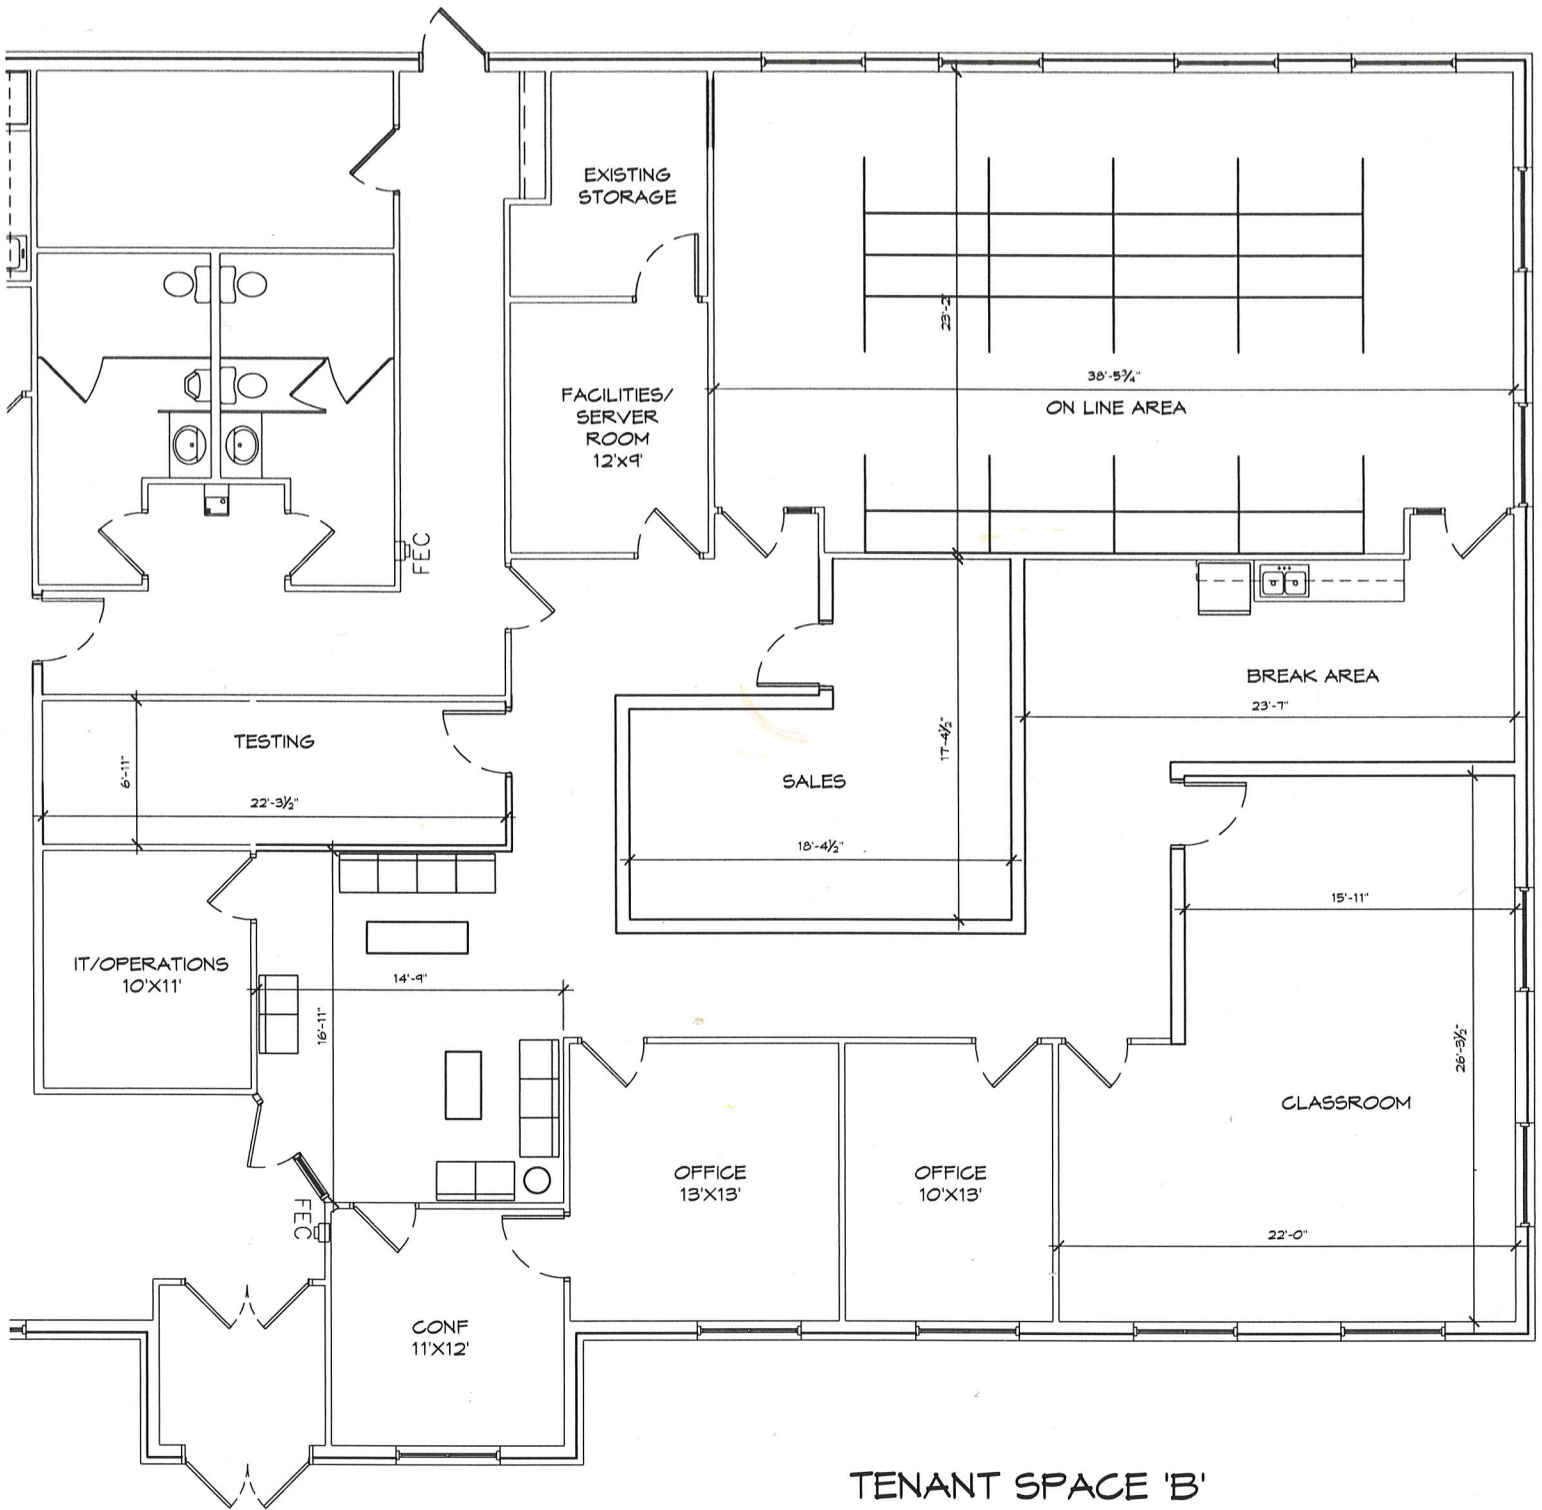 EXISTING
STORAGE
23'-2"
FACILITIES/
SERVER
ROOM
12'x9'
38'-5¾"
ON LINE AREA
FEC
BREAK AREA
23'-7"
TESTING
6'-11"
22'-3½"
17'-4½"
SALES
18'-4½"
15'-11"
IT/OPERATIONS
10'X11'
14'-9"
16'-11"
26'-3½"
CLASSROOM
OFFICE
13'X13'
OFFICE
10'X13'
FEC
22'-0"
CONF
11'X12'
TENANT SPACE 'B'